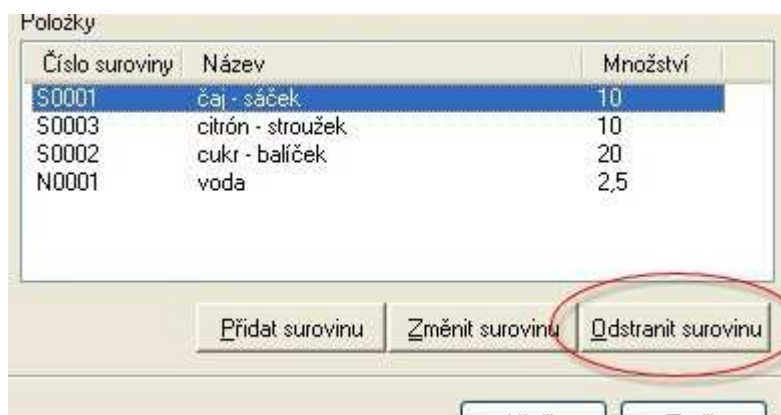 Položky
Číslo suroviny Název Množství
S0001 čaj - sáček 10
S0003 citrón - stroužek 10
S0002 cukr - balíček 20
N0001 voda 2,5
Přidat surovinu Změnit surovinu Odstranit surovinu